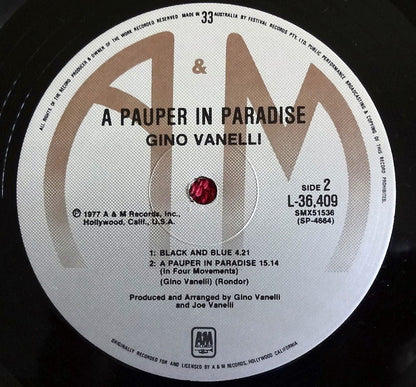 ALL RIGHTS OF THE RECORD PRODUCER & OWNER OF THE WORK RECORDED RESERVED MADE IN 33 AUSTRALIA BY FESTIVAL RECORDS PTY. LTD. PUBLIC PERFORMANCE BROADCASTING & COPYING OF THIS RECORD PROHIBITED.
A & M
A PAUPER IN PARADISE
GINO VANELLI
SIDE 2
L-36,409
SMX51536
(SP-4664)
℗ 1977 A & M Records, Inc.,
Hollywood, Calif., U.S.A.
1: BLACK AND BLUE 4.21
2: A PAUPER IN PARADISE 15.14
(In Four Movements)
(Gino Vanelli) (Rondor)
Produced and Arranged by Gino Vanelli
and Joe Vanelli
A&M
RECORDS
ORIGINALLY RECORDED FOR AND LICENSED BY A & M RECORDS, HOLLYWOOD CALIFORNIA